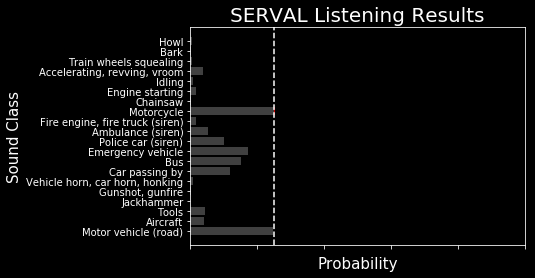 SERVAL Listening Results
Sound Class
Howl
Bark
Train wheels squealing
Accelerating, revving, vroom
Idling
Engine starting
Chainsaw
Motorcycle
Fire engine, fire truck (siren)
Ambulance (siren)
Police car (siren)
Emergency vehicle
Bus
Car passing by
Vehicle horn, car horn, honking
Gunshot, gunfire
Jackhammer
Tools
Aircraft
Motor vehicle (road)
Probability